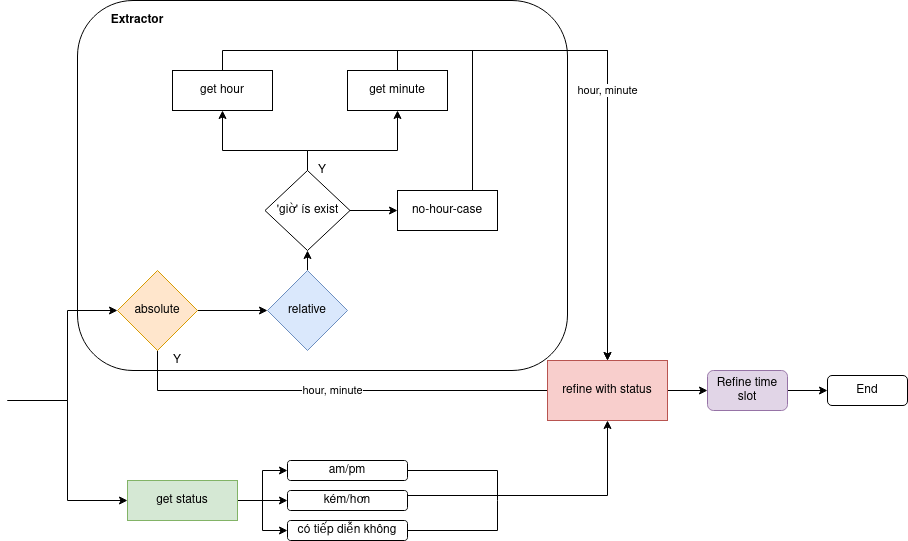 Extractor
get hour
get minute
hour, minute
Y
'giờ' ís exist
no-hour-case
absolute
relative
Y
hour, minute
refine with status
Refine time
slot
End
am/pm
get status
kém/hơn
có tiếp diễn không